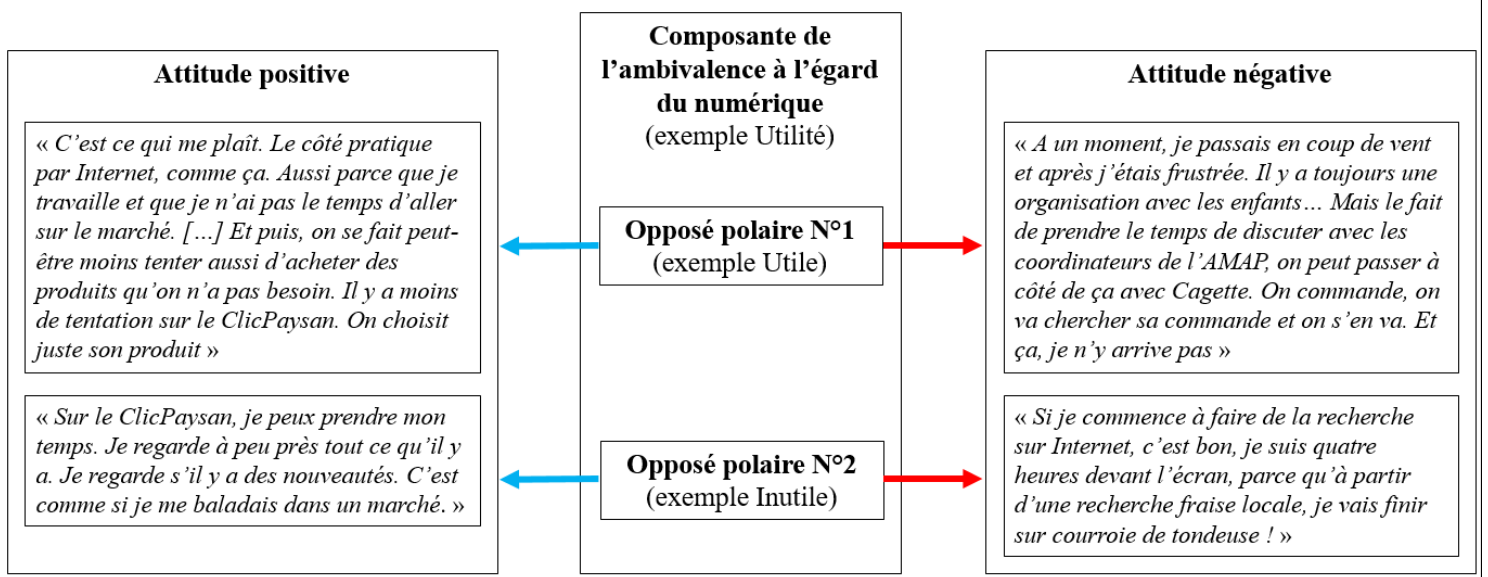 Attitude positive
« C’est ce qui me plaît. Le côté pratique
par Internet, comme ça. Aussi parce que je
travaille et que je n’ai pas le temps d’aller
sur le marché. […] Et puis, on se fait peut-
être moins tenter aussi d’acheter des
produits qu’on n’a pas besoin. Il y a moins
de tentation sur le ClicPaysan. On choisit
juste son produit »
« Sur le ClicPaysan, je peux prendre mon
temps. Je regarde à peu près tout ce qu’il y
a. Je regarde s’il y a des nouveautés. C’est
comme si je me baladais dans un marché. »
Composante de
l’ambivalence à l’égard
du numérique
(exemple Utilité)
Opposé polaire N°1
(exemple Utile)
Opposé polaire N°2
(exemple Inutile)
Attitude négative
« A un moment, je passais en coup de vent
et après j’étais frustrée. Il y a toujours une
organisation avec les enfants… Mais le fait
de prendre le temps de discuter avec les
coordinateurs de l’AMAP, on peut passer à
côté de ça avec Cagette. On commande, on
va chercher sa commande et on s’en va. Et
ça, je n’y arrive pas »
« Si je commence à faire de la recherche
sur Internet, c’est bon, je suis quatre
heures devant l’écran, parce qu’à partir
d’une recherche fraise locale, je vais finir
sur courroie de tondeuse ! »